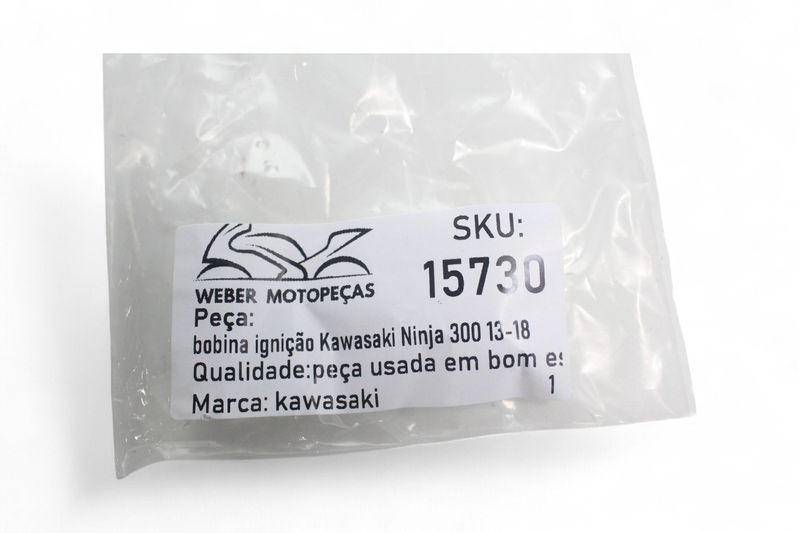 SKU:
15730
WEBER MOTOPEÇAS
Peça:
bobina ignição Kawasaki Ninja 300 13-18
Qualidade:peça usada em bom es
1
Marca: kawasaki